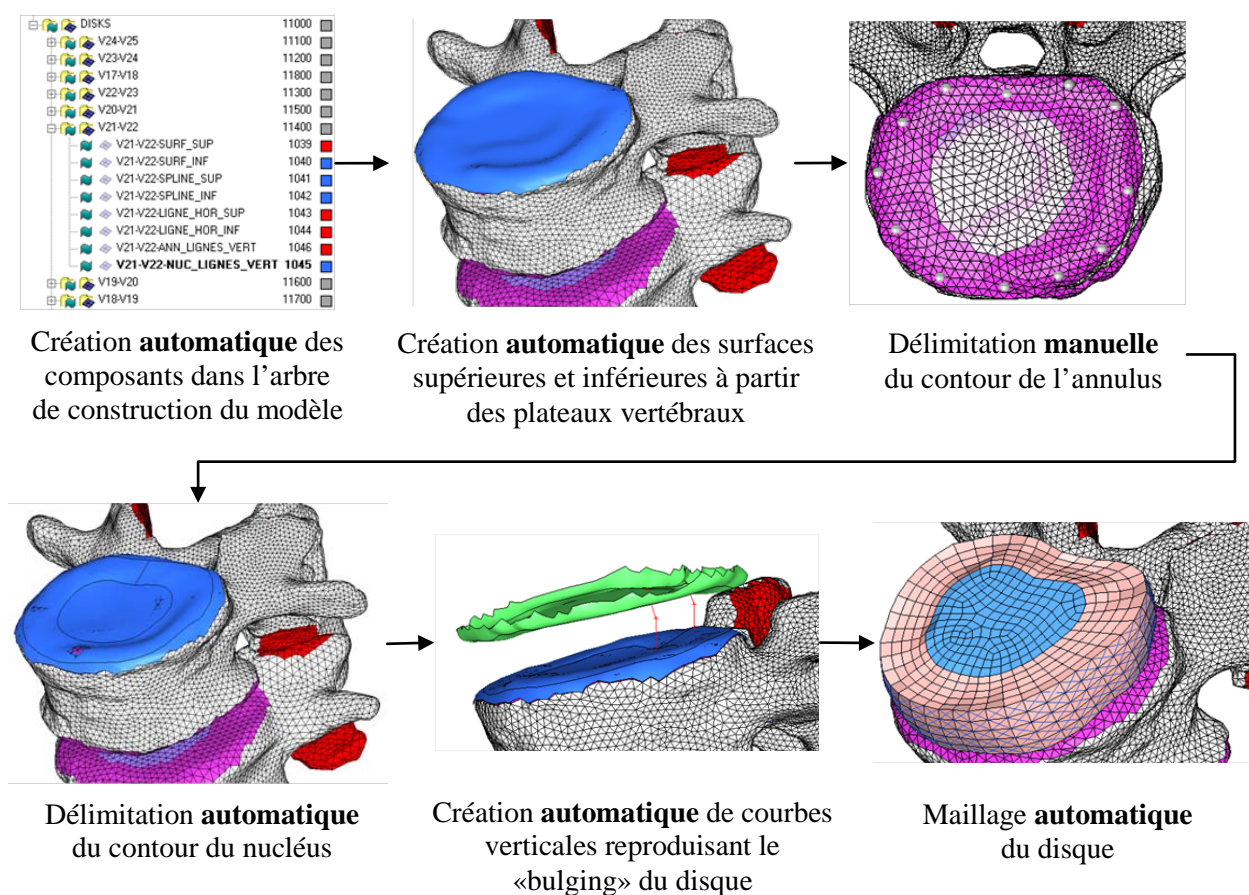 DISKS 11000
V24-V25 11100
V23-V24 11200
V17-V18 11800
V22-V23 11300
V20-V21 11500
V21-V22 11400
V21-V22-SURF_SUP 1039
V21-V22-SURF_INF 1040
V21-V22-SPLINE_SUP 1041
V21-V22-SPLINE_INF 1042
V21-V22-LIGNE_HOR_SUP 1043
V21-V22-LIGNE_HOR_INF 1044
V21-V22-ANN_LIGNES_VERT 1046
V21-V22-NUC_LIGNES_VERT 1045
V19-V20 11600
V18-V19 11700
Création automatique des
composants dans l’arbre
de construction du modèle
Création automatique des surfaces
supérieures et inférieures à partir
des plateaux vertébraux
Délimitation manuelle
du contour de l’annulus
Délimitation automatique
du contour du nucléus
Création automatique de courbes
verticales reproduisant le
«bulging» du disque
Maillage automatique
du disque